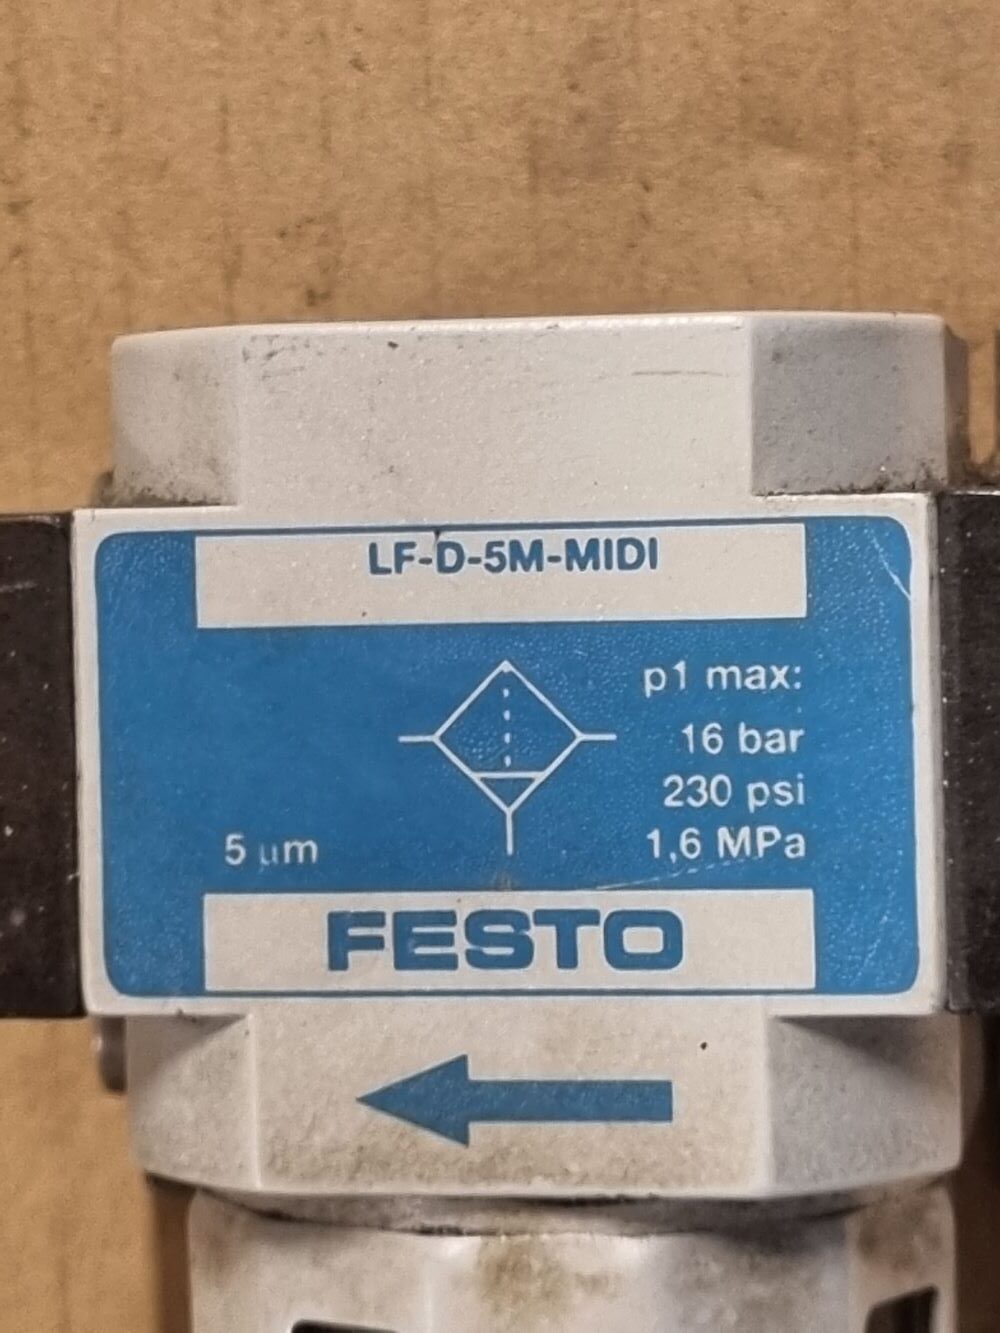 LF-D-5M-MIDI
p1 max:
16 bar
230 psi
5 µm
1,6 MPa
FESTO